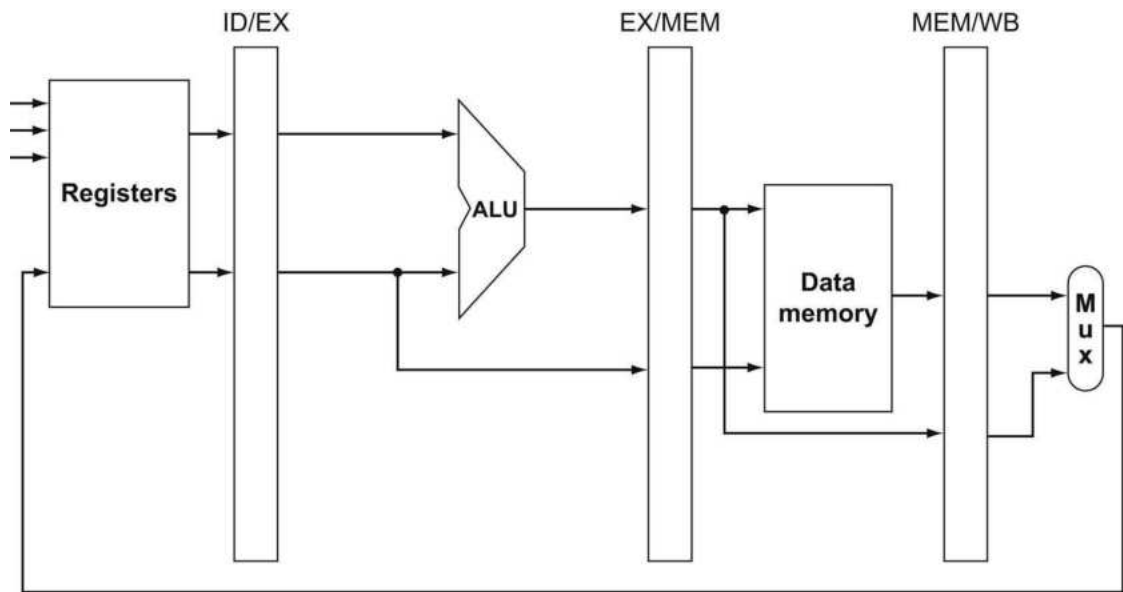 ID/EX
EX/MEM
MEM/WB
Registers
ALU
Data
memory
M
u
x